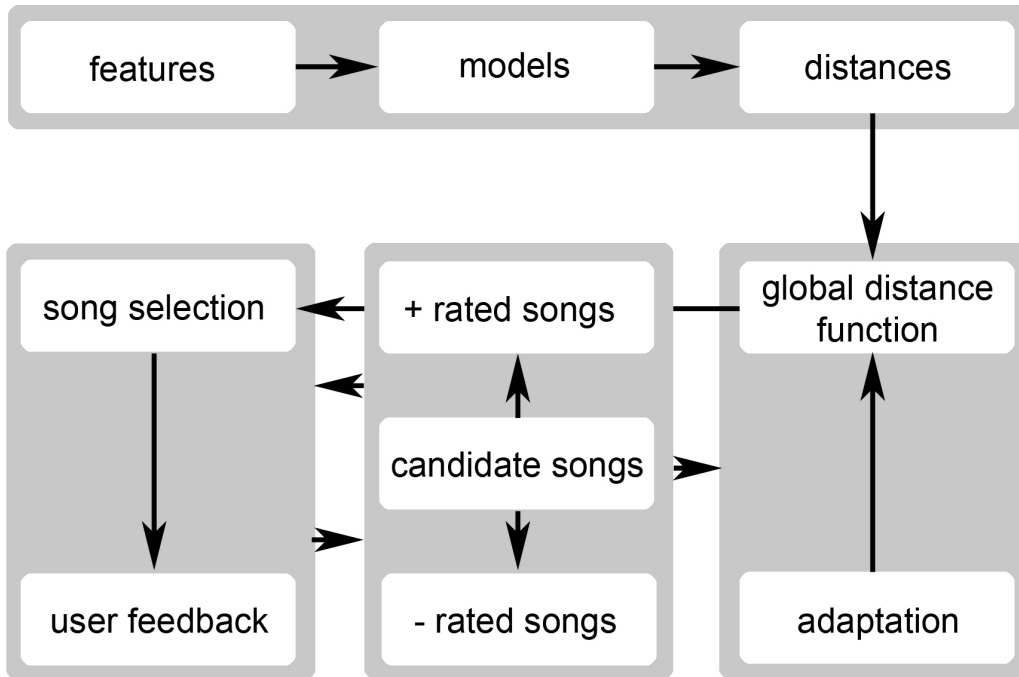 features
models
distances
song selection
+ rated songs
global distance
function
candidate songs
user feedback
- rated songs
adaptation